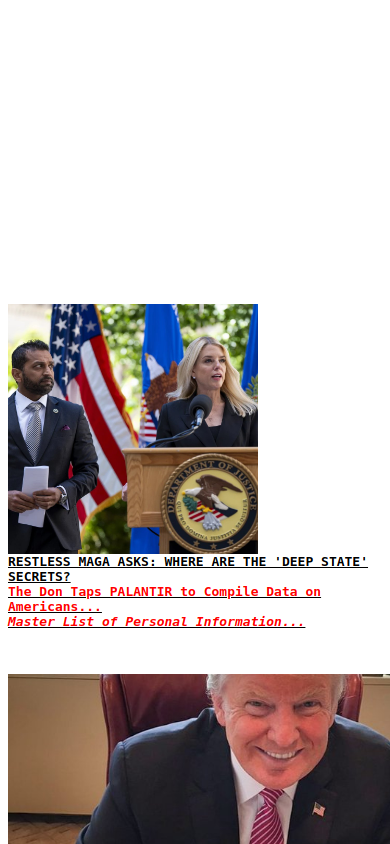 RESTLESS MAGA ASKS: WHERE ARE THE 'DEEP STATE'
SECRETS?
The Don Taps PALANTIR to Compile Data on
Americans...
Master List of Personal Information...
DEPARTMENT OF JUSTICE